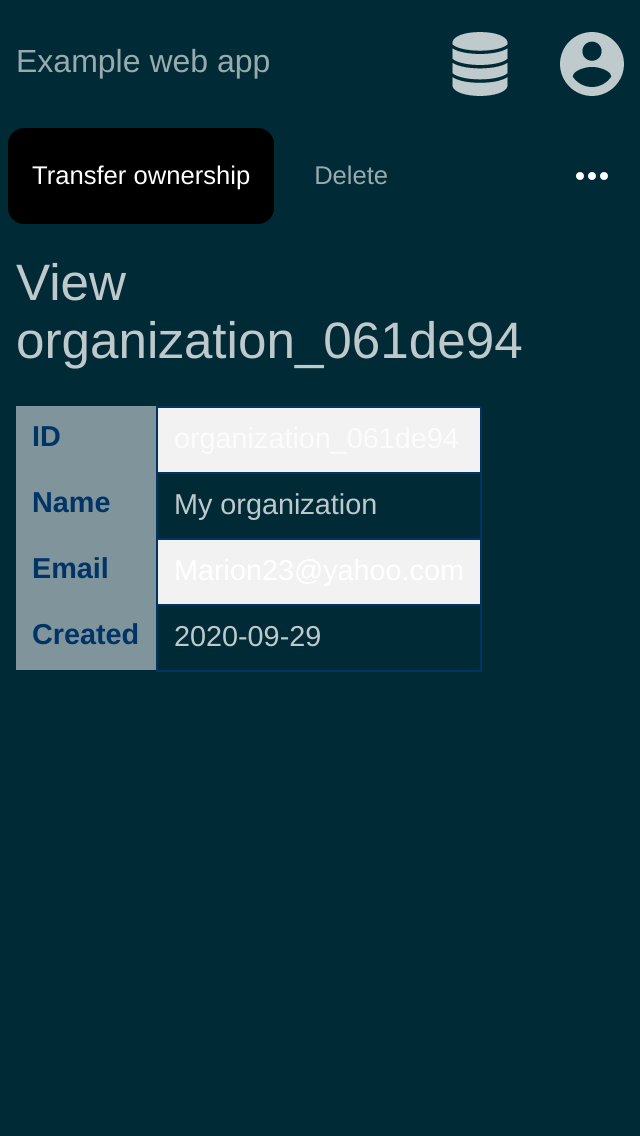 Example web app
Transfer ownership
Delete
View
organization_061de94
ID
organization_061de94
Name
My organization
Email
Marion23@yahoo.com
Created
2020-09-29